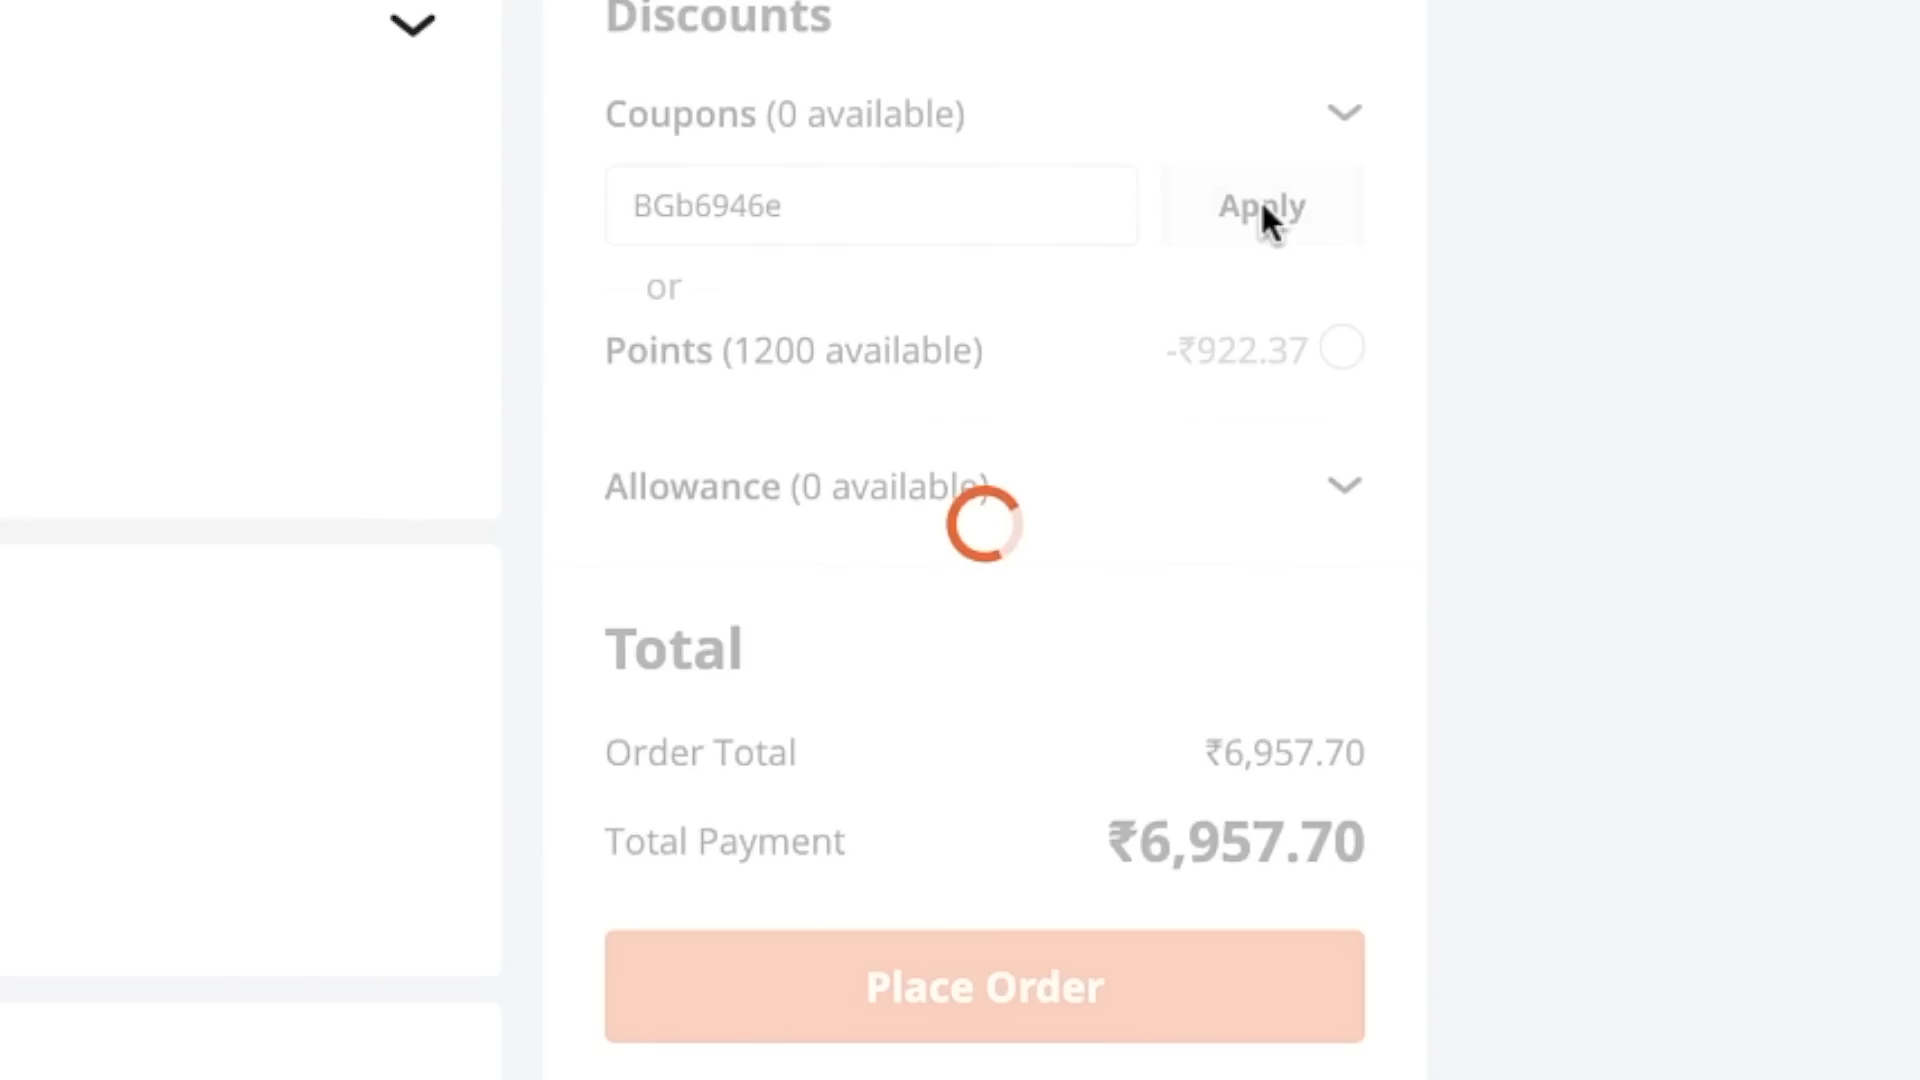 Discounts
Coupons (0 available)
BGb6946e
Apply
or
Points (1200 available) -₹922.37
Allowance (0 available)
Total
Order Total ₹6,957.70
Total Payment ₹6,957.70
Place Order